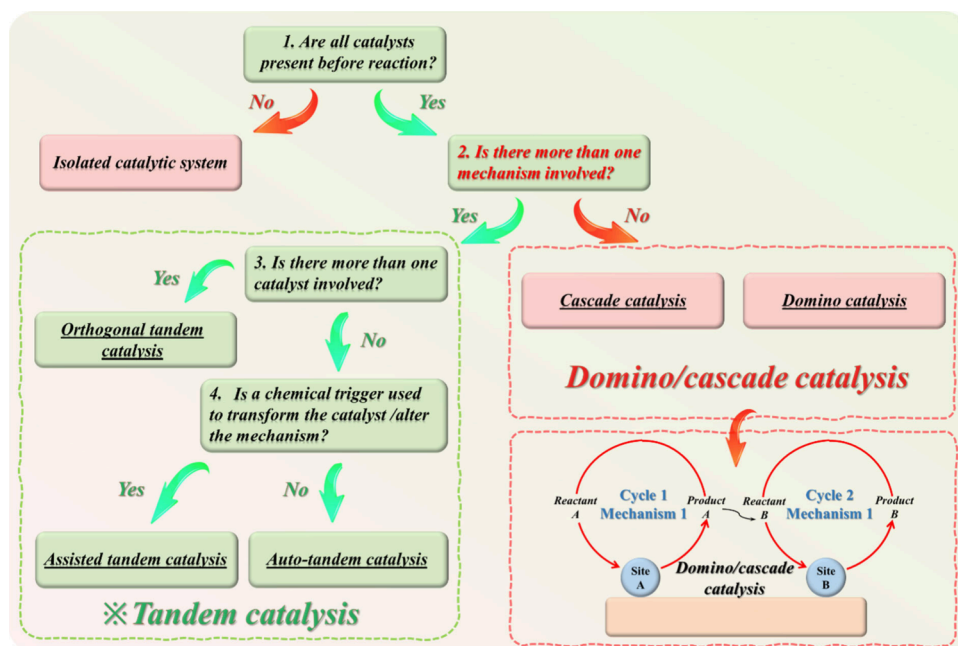 1. Are all catalysts
present before reaction?
No
Yes
Isolated catalytic system
2. Is there more than one
mechanism involved?
Yes
No
3. Is there more than one
catalyst involved?
Yes
Orthogonal tandem
catalysis
No
4. Is a chemical trigger used
to transform the catalyst /alter
the mechanism?
Yes
No
Assisted tandem catalysis
Auto-tandem catalysis
※ Tandem catalysis
Cascade catalysis
Domino catalysis
Domino/cascade catalysis
Reactant
A
Cycle 1
Mechanism 1
Product
A
Reactant
B
Cycle 2
Mechanism 1
Product
B
Site
A
Domino/cascade
catalysis
Site
B